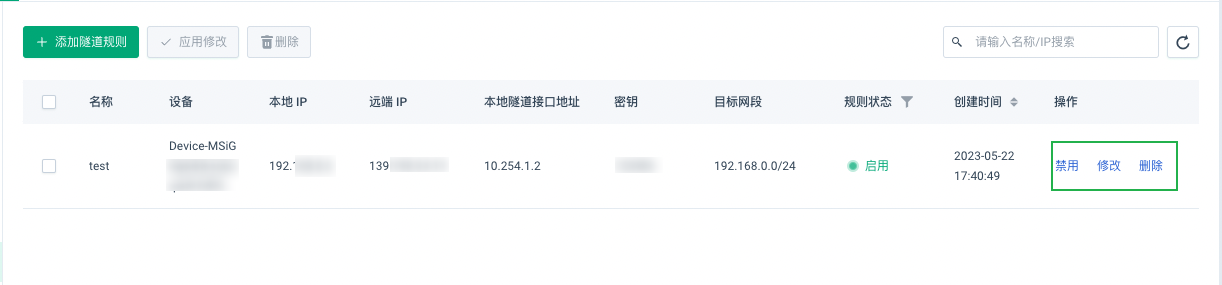 添加隧道规则 应用修改 删除 请输入名称/IP搜索
名称 设备 本地 IP 远端 IP 本地隧道接口地址 密钥 目标网段 规则状态 创建时间 操作
Device-MSiG
test 192. 139 10.254.1.2 192.168.0.0/24 启用 2023-05-22 禁用 修改 删除
17:40:49